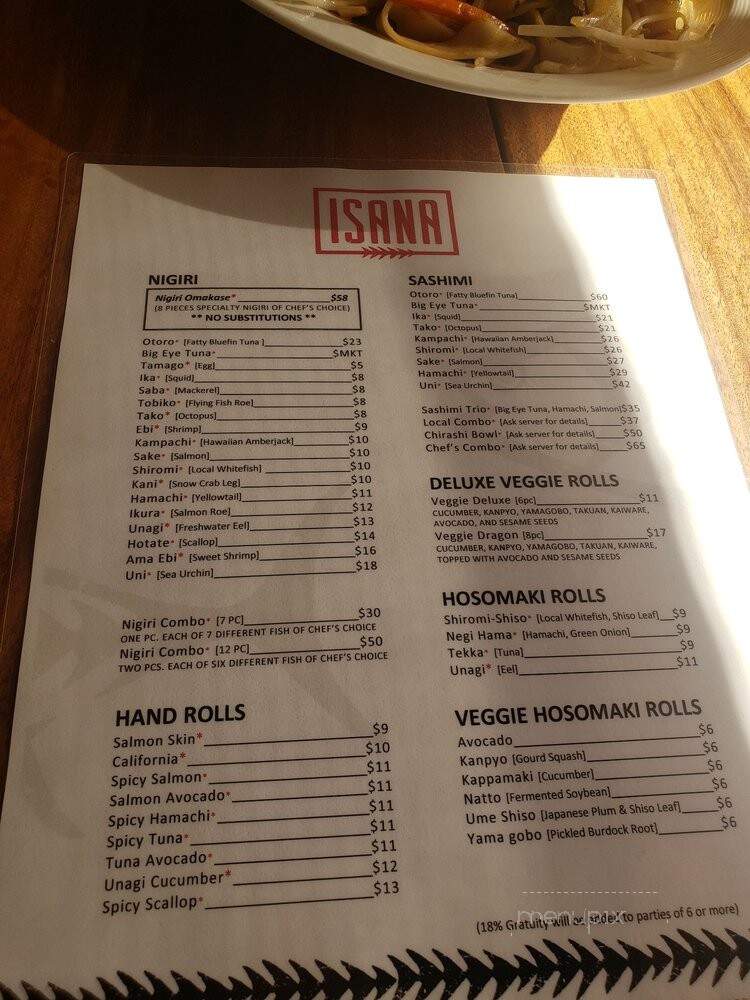 ISANA
NIGIRI
Nigiri Omakase* $58
(8 PIECES SPECIALTY NIGIRI OF CHEF'S CHOICE)
** NO SUBSTITUTIONS **
Otoro* [Fatty Bluefin Tuna ] $23
Big Eye Tuna* $MKT
Tamago* [Egg] $5
Ika* [Squid] $8
Saba* [Mackerel] $8
Tobiko* [Flying Fish Roe] $8
Tako* [Octopus] $8
Ebi* [Shrimp] $9
Kampachi* [Hawaiian Amberjack] $10
Sake* [Salmon] $10
Shiromi* [Local Whitefish] $10
Kani* [Snow Crab Leg] $10
Hamachi* [Yellowtail] $11
Ikura* [Salmon Roe] $12
Unagi* [Freshwater Eel] $13
Hotate* [Scallop] $14
Ama Ebi* [Sweet Shrimp] $16
Uni* [Sea Urchin] $18
Nigiri Combo* [7 PC] $30
ONE PC. EACH OF 7 DIFFERENT FISH OF CHEF'S CHOICE
Nigiri Combo* [12 PC] $50
TWO PCS. EACH OF SIX DIFFERENT FISH OF CHEF'S CHOICE
HAND ROLLS
Salmon Skin* $9
California* $10
Spicy Salmon* $11
Salmon Avocado* $11
Spicy Hamachi* $11
Spicy Tuna* $11
Tuna Avocado* $11
Unagi Cucumber* $12
Spicy Scallop* $13
SASHIMI
Otoro* [Fatty Bluefin Tuna] $60
Big Eye Tuna* $MKT
Ika* [Squid] $21
Tako* [Octopus] $21
Kampachi* [Hawaiian Amberjack] $26
Shiromi* [Local Whitefish] $26
Sake* [Salmon] $27
Hamachi* [Yellowtail] $29
Uni* [Sea Urchin] $42
Sashimi Trio* [Big Eye Tuna, Hamachi, Salmon] $35
Local Combo* [Ask server for details] $37
Chirashi Bowl* [Ask server for details] $50
Chef's Combo* [Ask server for details] $65
DELUXE VEGGIE ROLLS
Veggie Deluxe [6pc] $11
CUCUMBER, KANPYO, YAMAGOBO, TAKUAN, KAIWARE,
AVOCADO, AND SESAME SEEDS
Veggie Dragon [8pc] $17
CUCUMBER, KANPYO, YAMAGOBO, TAKUAN, KAIWARE,
TOPPED WITH AVOCADO AND SESAME SEEDS
HOSOMAKI ROLLS
Shiromi-Shiso* [Local Whitefish, Shiso Leaf] $9
Negi Hama* [Hamachi, Green Onion] $9
Tekka* [Tuna] $9
Unagi* [Eel] $11
VEGGIE HOSOMAKI ROLLS
Avocado $6
Kanpyo [Gourd Squash] $6
Kappamaki [Cucumber] $6
Natto [Fermented Soybean] $6
Ume Shiso [Japanese Plum & Shiso Leaf] $6
Yama gobo [Pickled Burdock Root] $6
menupix
(18% Gratuity will be added to parties of 6 or more)